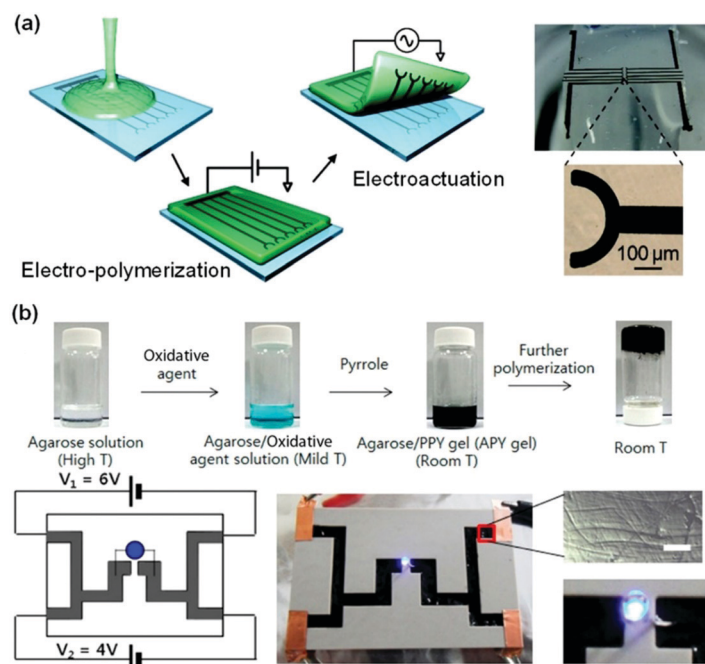 (a)
Electroactuation
Electro-polymerization
100 µm
(b)
Oxidative
agent
Pyrrole
Further
polymerization
Agarose solution
(High T)
Agarose/Oxidative
agent solution (Mild T)
Agarose/PPY gel (APY gel)
(Room T)
Room T
V₁ = 6V
V₂ = 4V